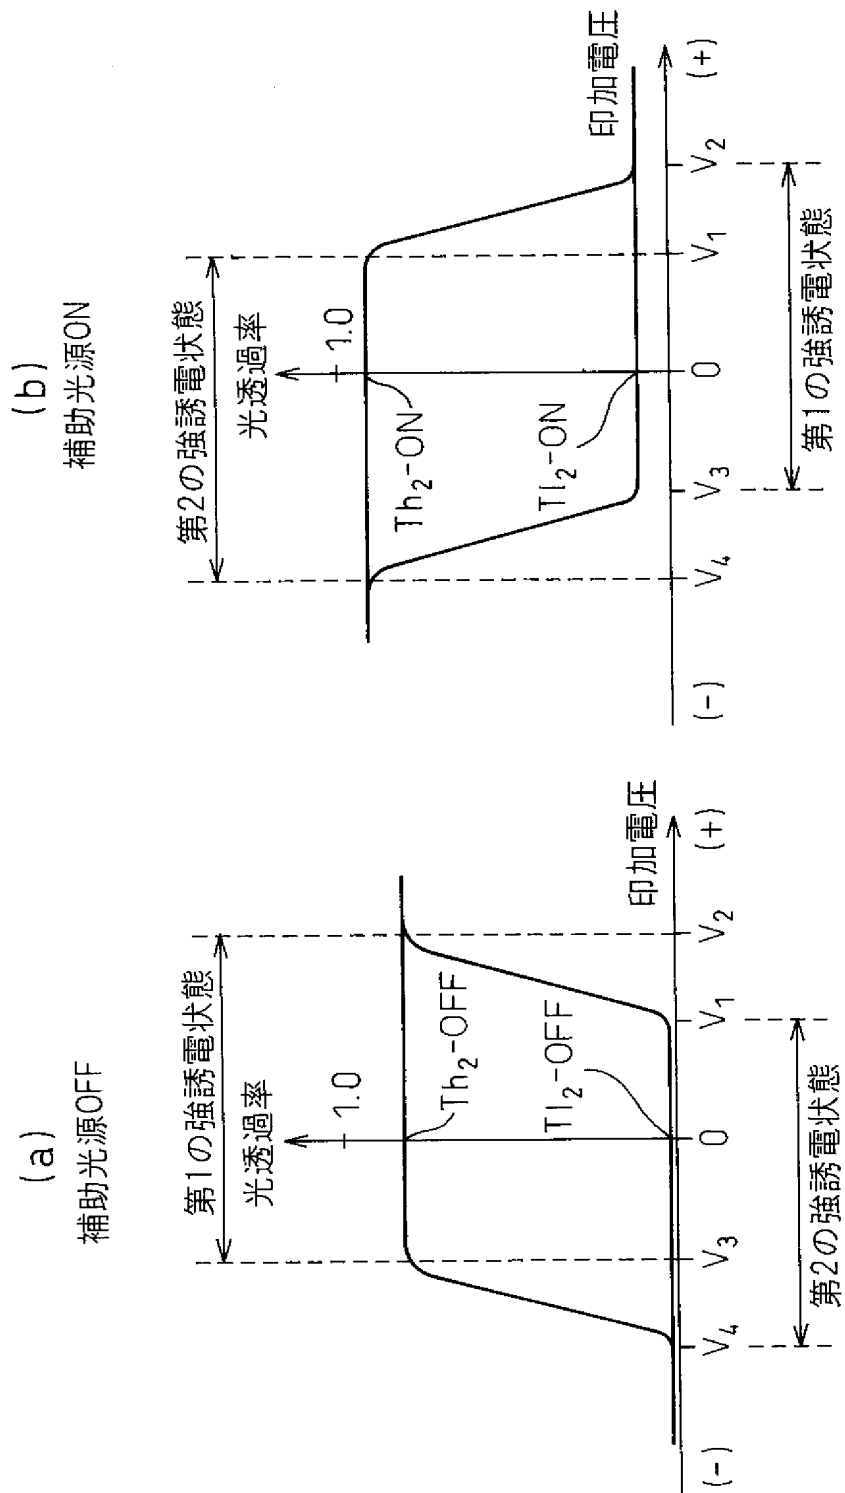 (a)
補助光源OFF
第1の強誘電状態
光透過率
1.0
Th₂-OFF
Tl₂-OFF
印加電圧
(-)
V₄
V₃
0
V₁
V₂
(+)
第2の強誘電状態
(b)
補助光源ON
第2の強誘電状態
光透過率
1.0
Th₂-ON
Tl₂-ON
印加電圧
(-)
V₄
V₃
0
V₁
V₂
(+)
第1の強誘電状態